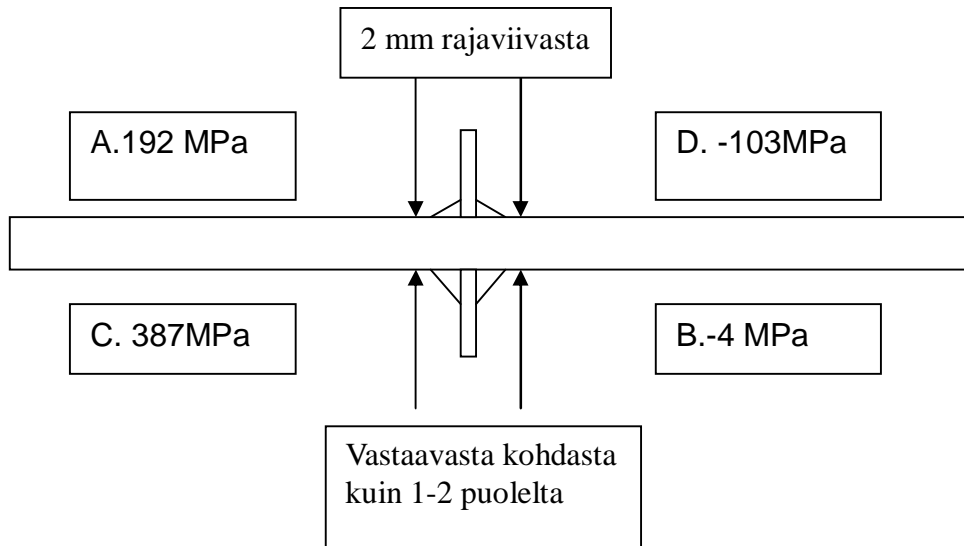 2 mm rajaviivasta
A.192 MPa
D. -103MPa
C. 387MPa
B.-4 MPa
Vastaavasta kohdasta
kuin 1-2 puolelta